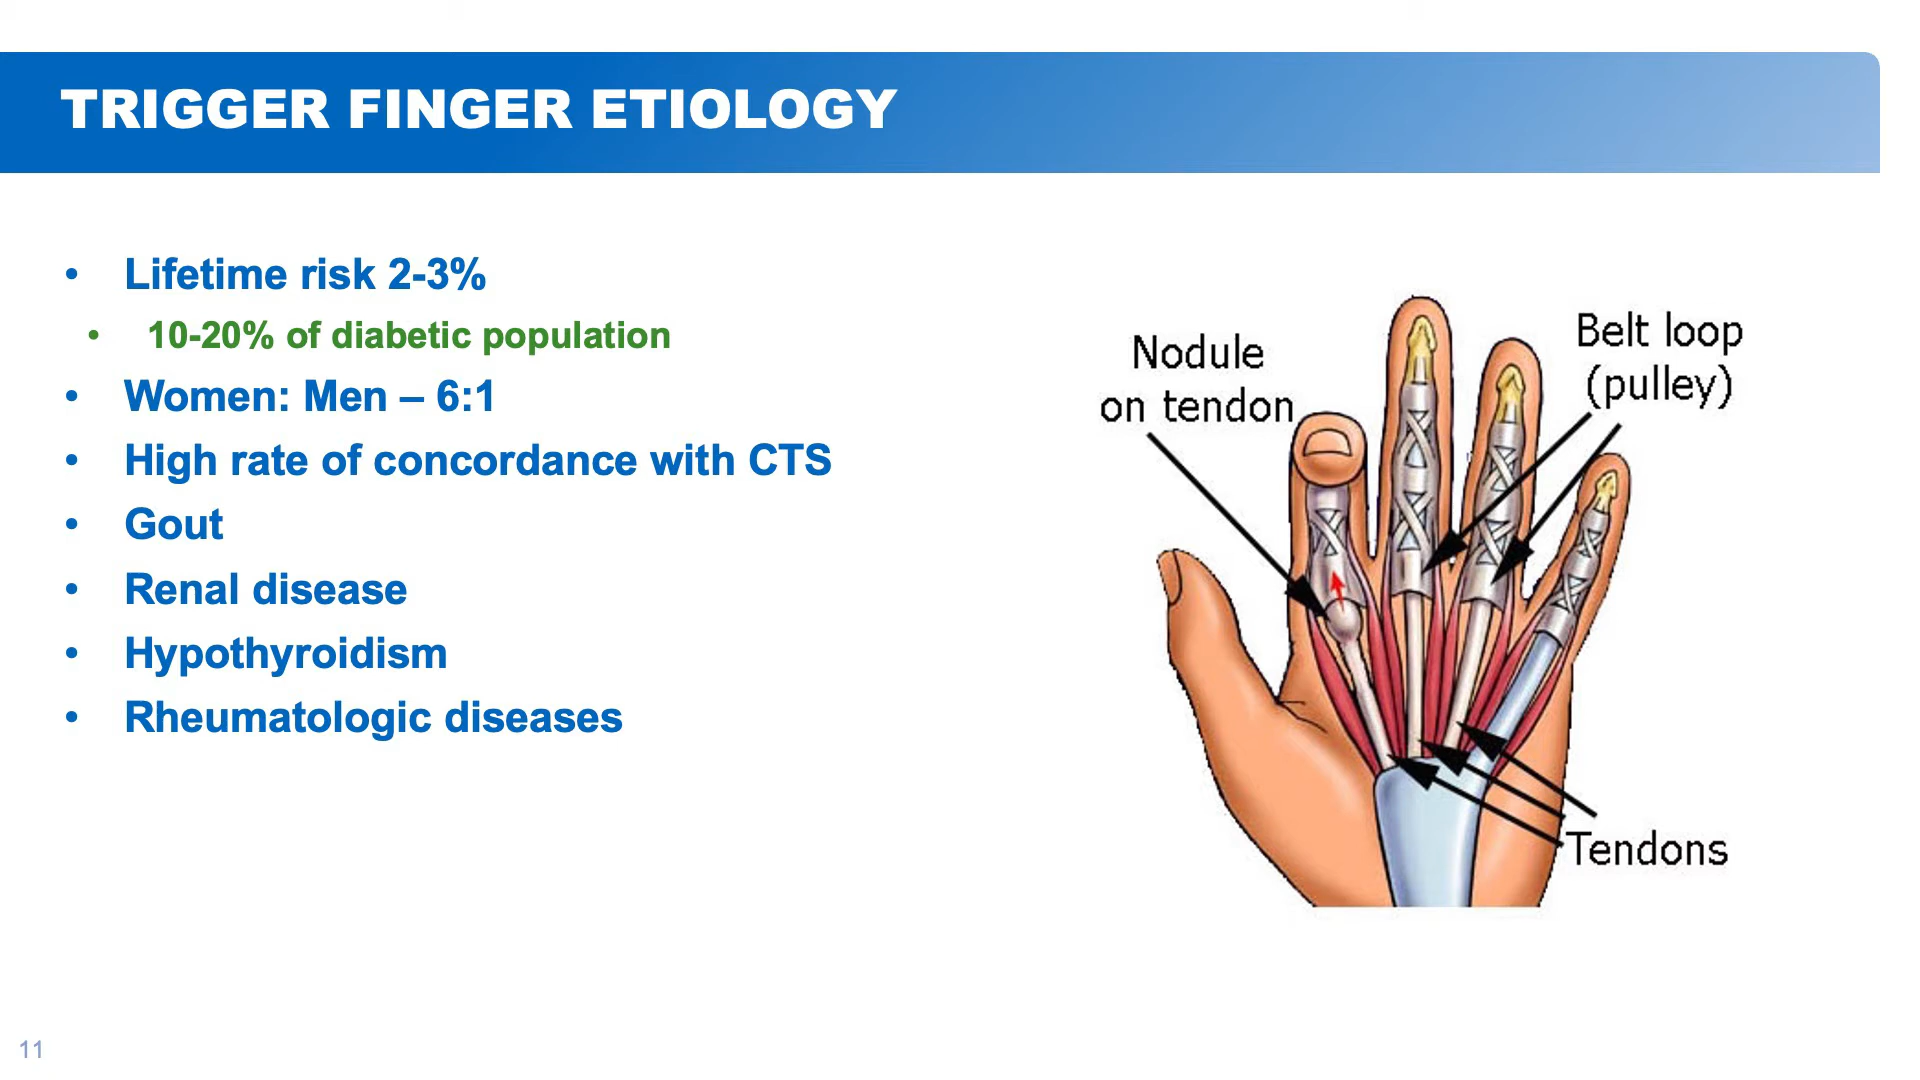 TRIGGER FINGER ETIOLOGY
• Lifetime risk 2-3%
• 10-20% of diabetic population
• Women: Men – 6:1
• High rate of concordance with CTS
• Gout
• Renal disease
• Hypothyroidism
• Rheumatologic diseases
Nodule
on tendon
Belt loop
(pulley)
Tendons
11